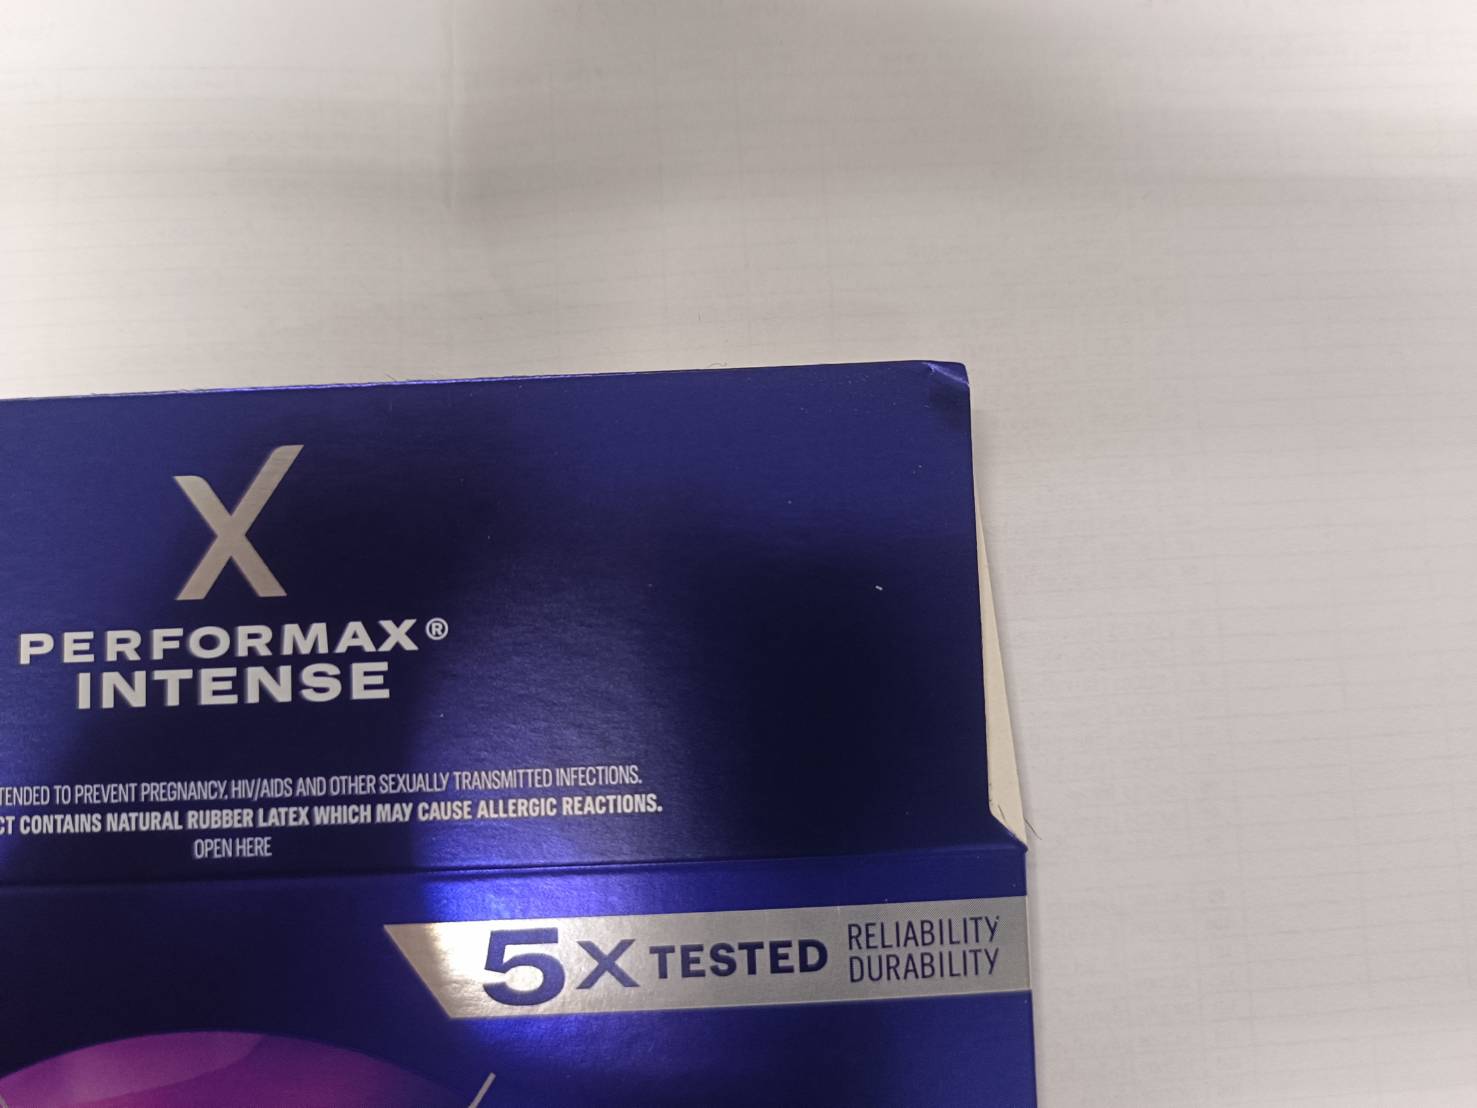 X
PERFORMAX®
INTENSE
TENDED TO PREVENT PREGNANCY, HIV/AIDS AND OTHER SEXUALLY TRANSMITTED INFECTIONS.
CT CONTAINS NATURAL RUBBER LATEX WHICH MAY CAUSE ALLERGIC REACTIONS.
OPEN HERE
5X TESTED RELIABILITY
DURABILITY